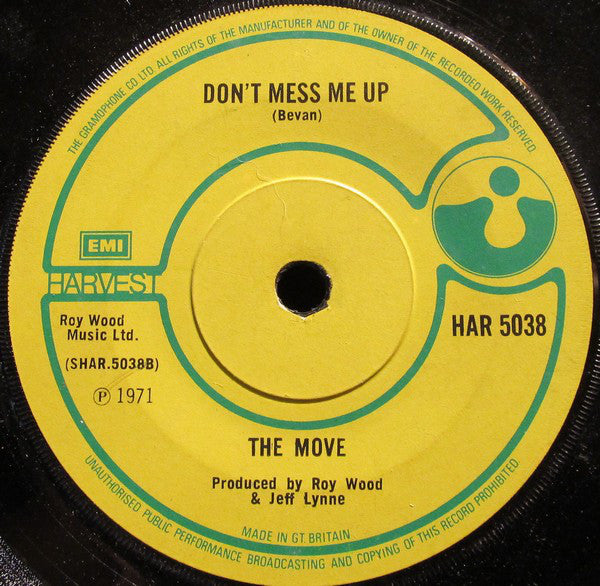 THE GRAMOPHONE CO LTD. ALL RIGHTS OF THE MANUFACTURER AND OF THE OWNER OF THE RECORDED WORK RESERVED
DON'T MESS ME UP
(Bevan)
EMI
HARVEST
Roy Wood
Music Ltd.
(SHAR.5038B)
Ⓟ 1971
HAR 5038
THE MOVE
Produced by Roy Wood
& Jeff Lynne
MADE IN GT. BRITAIN
UNAUTHORISED PUBLIC PERFORMANCE BROADCASTING AND COPYING OF THIS RECORD PROHIBITED